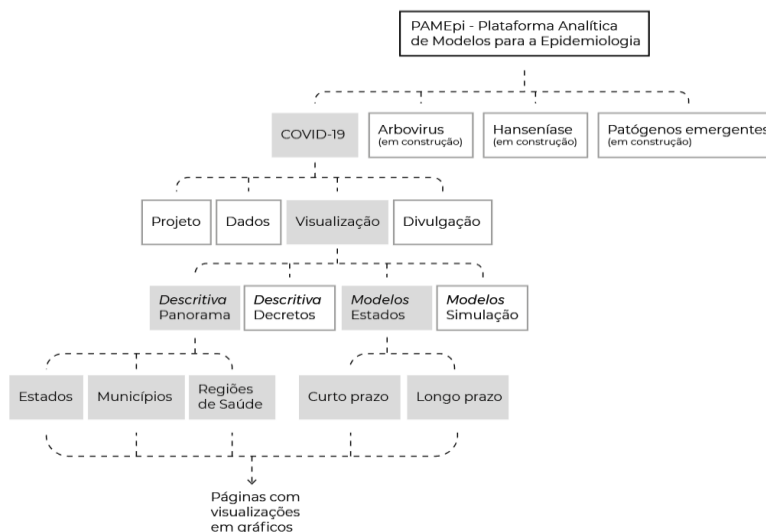 PAMEpi - Plataforma Analítica
de Modelos para a Epidemiologia
COVID-19
Arbovirus
(em construção)
Hanseníase
(em construção)
Patógenos emergentes
(em construção)
Projeto
Dados
Visualização
Divulgação
Descritiva
Panorama
Descritiva
Decretos
Modelos
Estados
Modelos
Simulação
Estados
Municípios
Regiões
de Saúde
Curto prazo
Longo prazo
Páginas com
visualizações
em gráficos